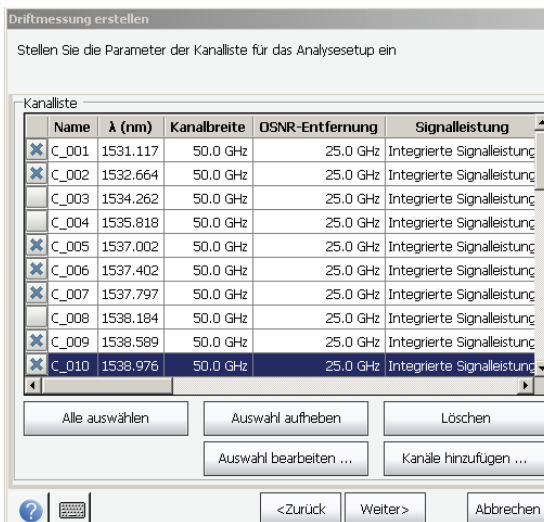 Driftmessung erstellen
Stellen Sie die Parameter der Kanalliste für das Analysesetup ein
Kanalliste
Name λ (nm) Kanalbreite OSNR-Entfernung Signalleistung
C_001 1531.117 50.0 GHz 25.0 GHz Integrierte Signalleistung
C_002 1532.664 50.0 GHz 25.0 GHz Integrierte Signalleistung
C_003 1534.262 50.0 GHz 25.0 GHz Integrierte Signalleistung
C_004 1535.818 50.0 GHz 25.0 GHz Integrierte Signalleistung
C_005 1537.002 50.0 GHz 25.0 GHz Integrierte Signalleistung
C_006 1537.402 50.0 GHz 25.0 GHz Integrierte Signalleistung
C_007 1537.797 50.0 GHz 25.0 GHz Integrierte Signalleistung
C_008 1538.184 50.0 GHz 25.0 GHz Integrierte Signalleistung
C_009 1538.589 50.0 GHz 25.0 GHz Integrierte Signalleistung
C_010 1538.976 50.0 GHz 25.0 GHz Integrierte Signalleistung
Alle auswählen Auswahl aufheben Löschen
Auswahl bearbeiten ... Kanäle hinzufügen ...
? <Zurück Weiter> Abbrechen